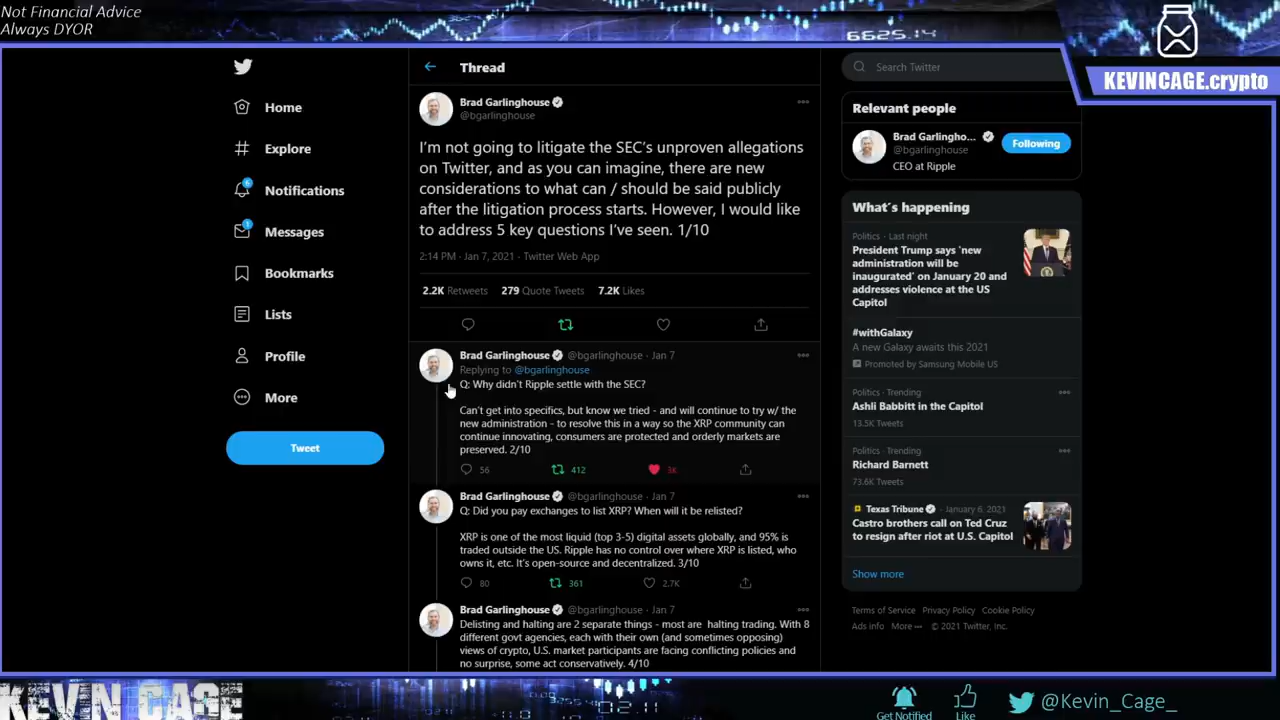 Not Financial Advice
Always DYOR
6625.14
KEVINCAGE.crypto
Home
Explore
6
Notifications
1
Messages
Bookmarks
Lists
Profile
More
Tweet
Thread
Brad Garlinghouse
@bgarlinghouse
I'm not going to litigate the SEC's unproven allegations
on Twitter, and as you can imagine, there are new
considerations to what can / should be said publicly
after the litigation process starts. However, I would like
to address 5 key questions I've seen. 1/10
2:14 PM · Jan 7, 2021 · Twitter Web App
2.2K Retweets 279 Quote Tweets 7.2K Likes
Brad Garlinghouse @bgarlinghouse · Jan 7
Replying to @bgarlinghouse
Q: Why didn't Ripple settle with the SEC?
Can't get into specifics, but know we tried - and will continue to try w/ the
new administration - to resolve this in a way so the XRP community can
continue innovating, consumers are protected and orderly markets are
preserved. 2/10
56 412 3K
Brad Garlinghouse @bgarlinghouse · Jan 7
Q: Did you pay exchanges to list XRP? When will it be relisted?
XRP is one of the most liquid (top 3-5) digital assets globally, and 95% is
traded outside the US. Ripple has no control over where XRP is listed, who
owns it, etc. It's open-source and decentralized. 3/10
80 361 2.7K
Brad Garlinghouse @bgarlinghouse · Jan 7
Delisting and halting are 2 separate things - most are halting trading. With 8
different govt agencies, each with their own (and sometimes opposing)
views of crypto, U.S. market participants are facing conflicting policies and
no surprise, some act conservatively. 4/10
Search Twitter
Relevant people
Brad Garlingho...
@bgarlinghouse
Following
CEO at Ripple
What's happening
Politics · Last night
President Trump says 'new
administration will be
inaugurated' on January 20 and
addresses violence at the US
Capitol
#withGalaxy
A new Galaxy awaits this 2021
Promoted by Samsung Mobile US
Politics · Trending
Ashli Babbitt in the Capitol
13.5K Tweets
Politics · Trending
Richard Barnett
73.6K Tweets
Texas Tribune · January 6, 2021
Castro brothers call on Ted Cruz
to resign after riot at U.S. Capitol
Show more
Terms of Service Privacy Policy Cookie Policy
Ads info More ··· © 2021 Twitter, Inc.
KEVIN CAGE
Get Notified
Like
@Kevin_Cage_